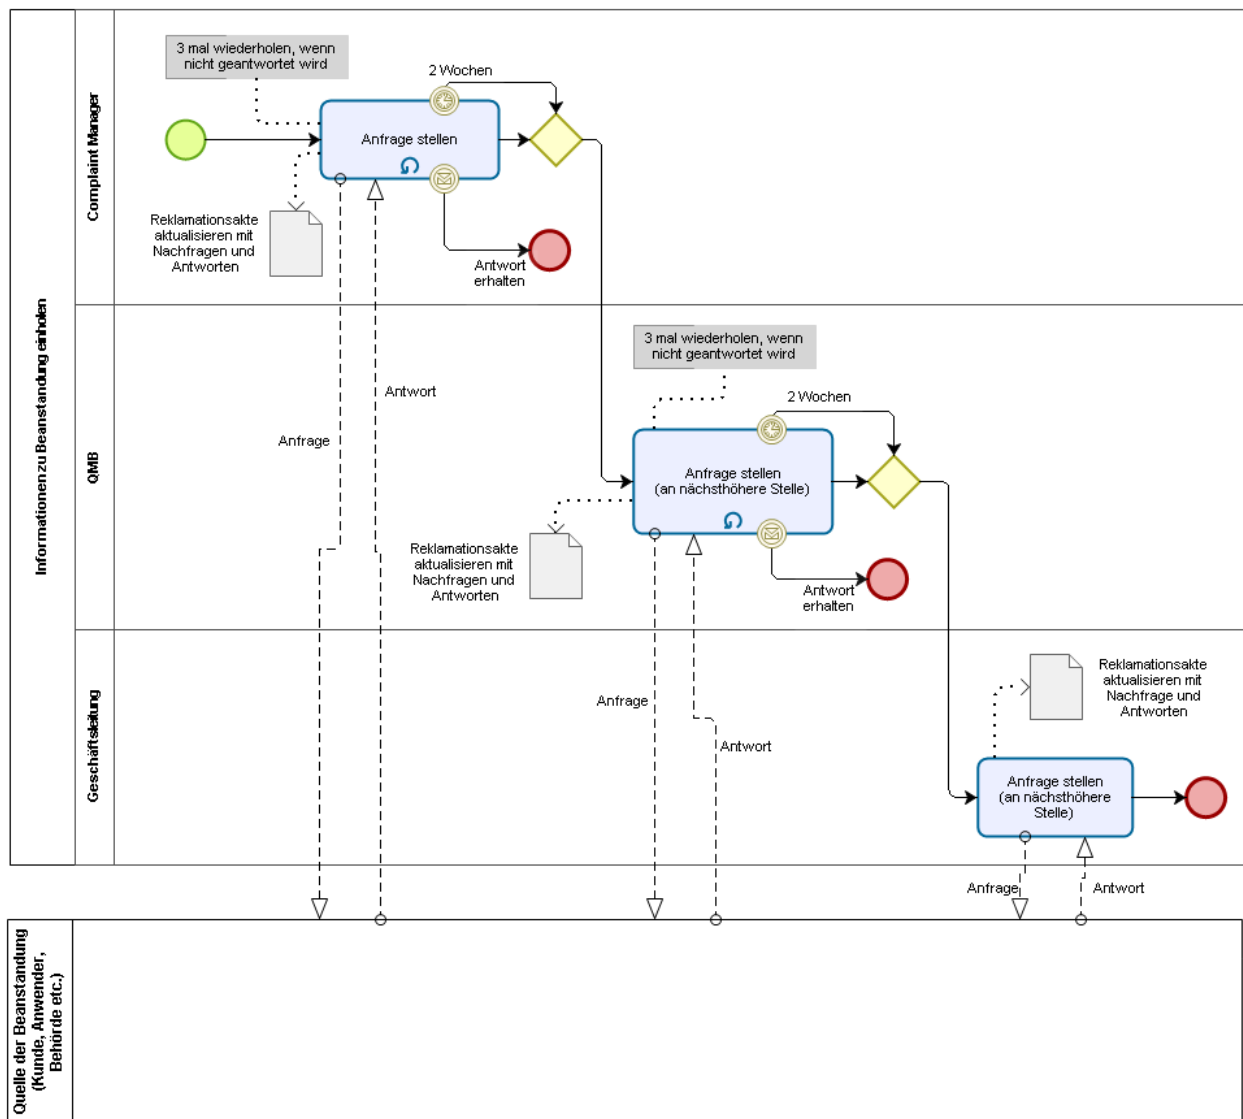 Informationen zu Beanstandung einholen
Complaint Manager
3 mal wiederholen, wenn
nicht geantwortet wird
2 Wochen
Anfrage stellen
Reklamationsakte
aktualisieren mit
Nachfragen und
Antworten
Antwort
erhalten
Anfrage
Antwort
QMB
3 mal wiederholen, wenn
nicht geantwortet wird
2 Wochen
Anfrage stellen
(an nächsthöhere Stelle)
Reklamationsakte
aktualisieren mit
Nachfragen und
Antworten
Antwort
erhalten
Anfrage
Antwort
Geschäftsleitung
Reklamationsakte
aktualisieren mit
Nachfrage und
Antworten
Anfrage stellen
(an nächsthöhere
Stelle)
Anfrage
Antwort
Quelle der Beanstandung
(Kunde, Anwender,
Behörde etc.)